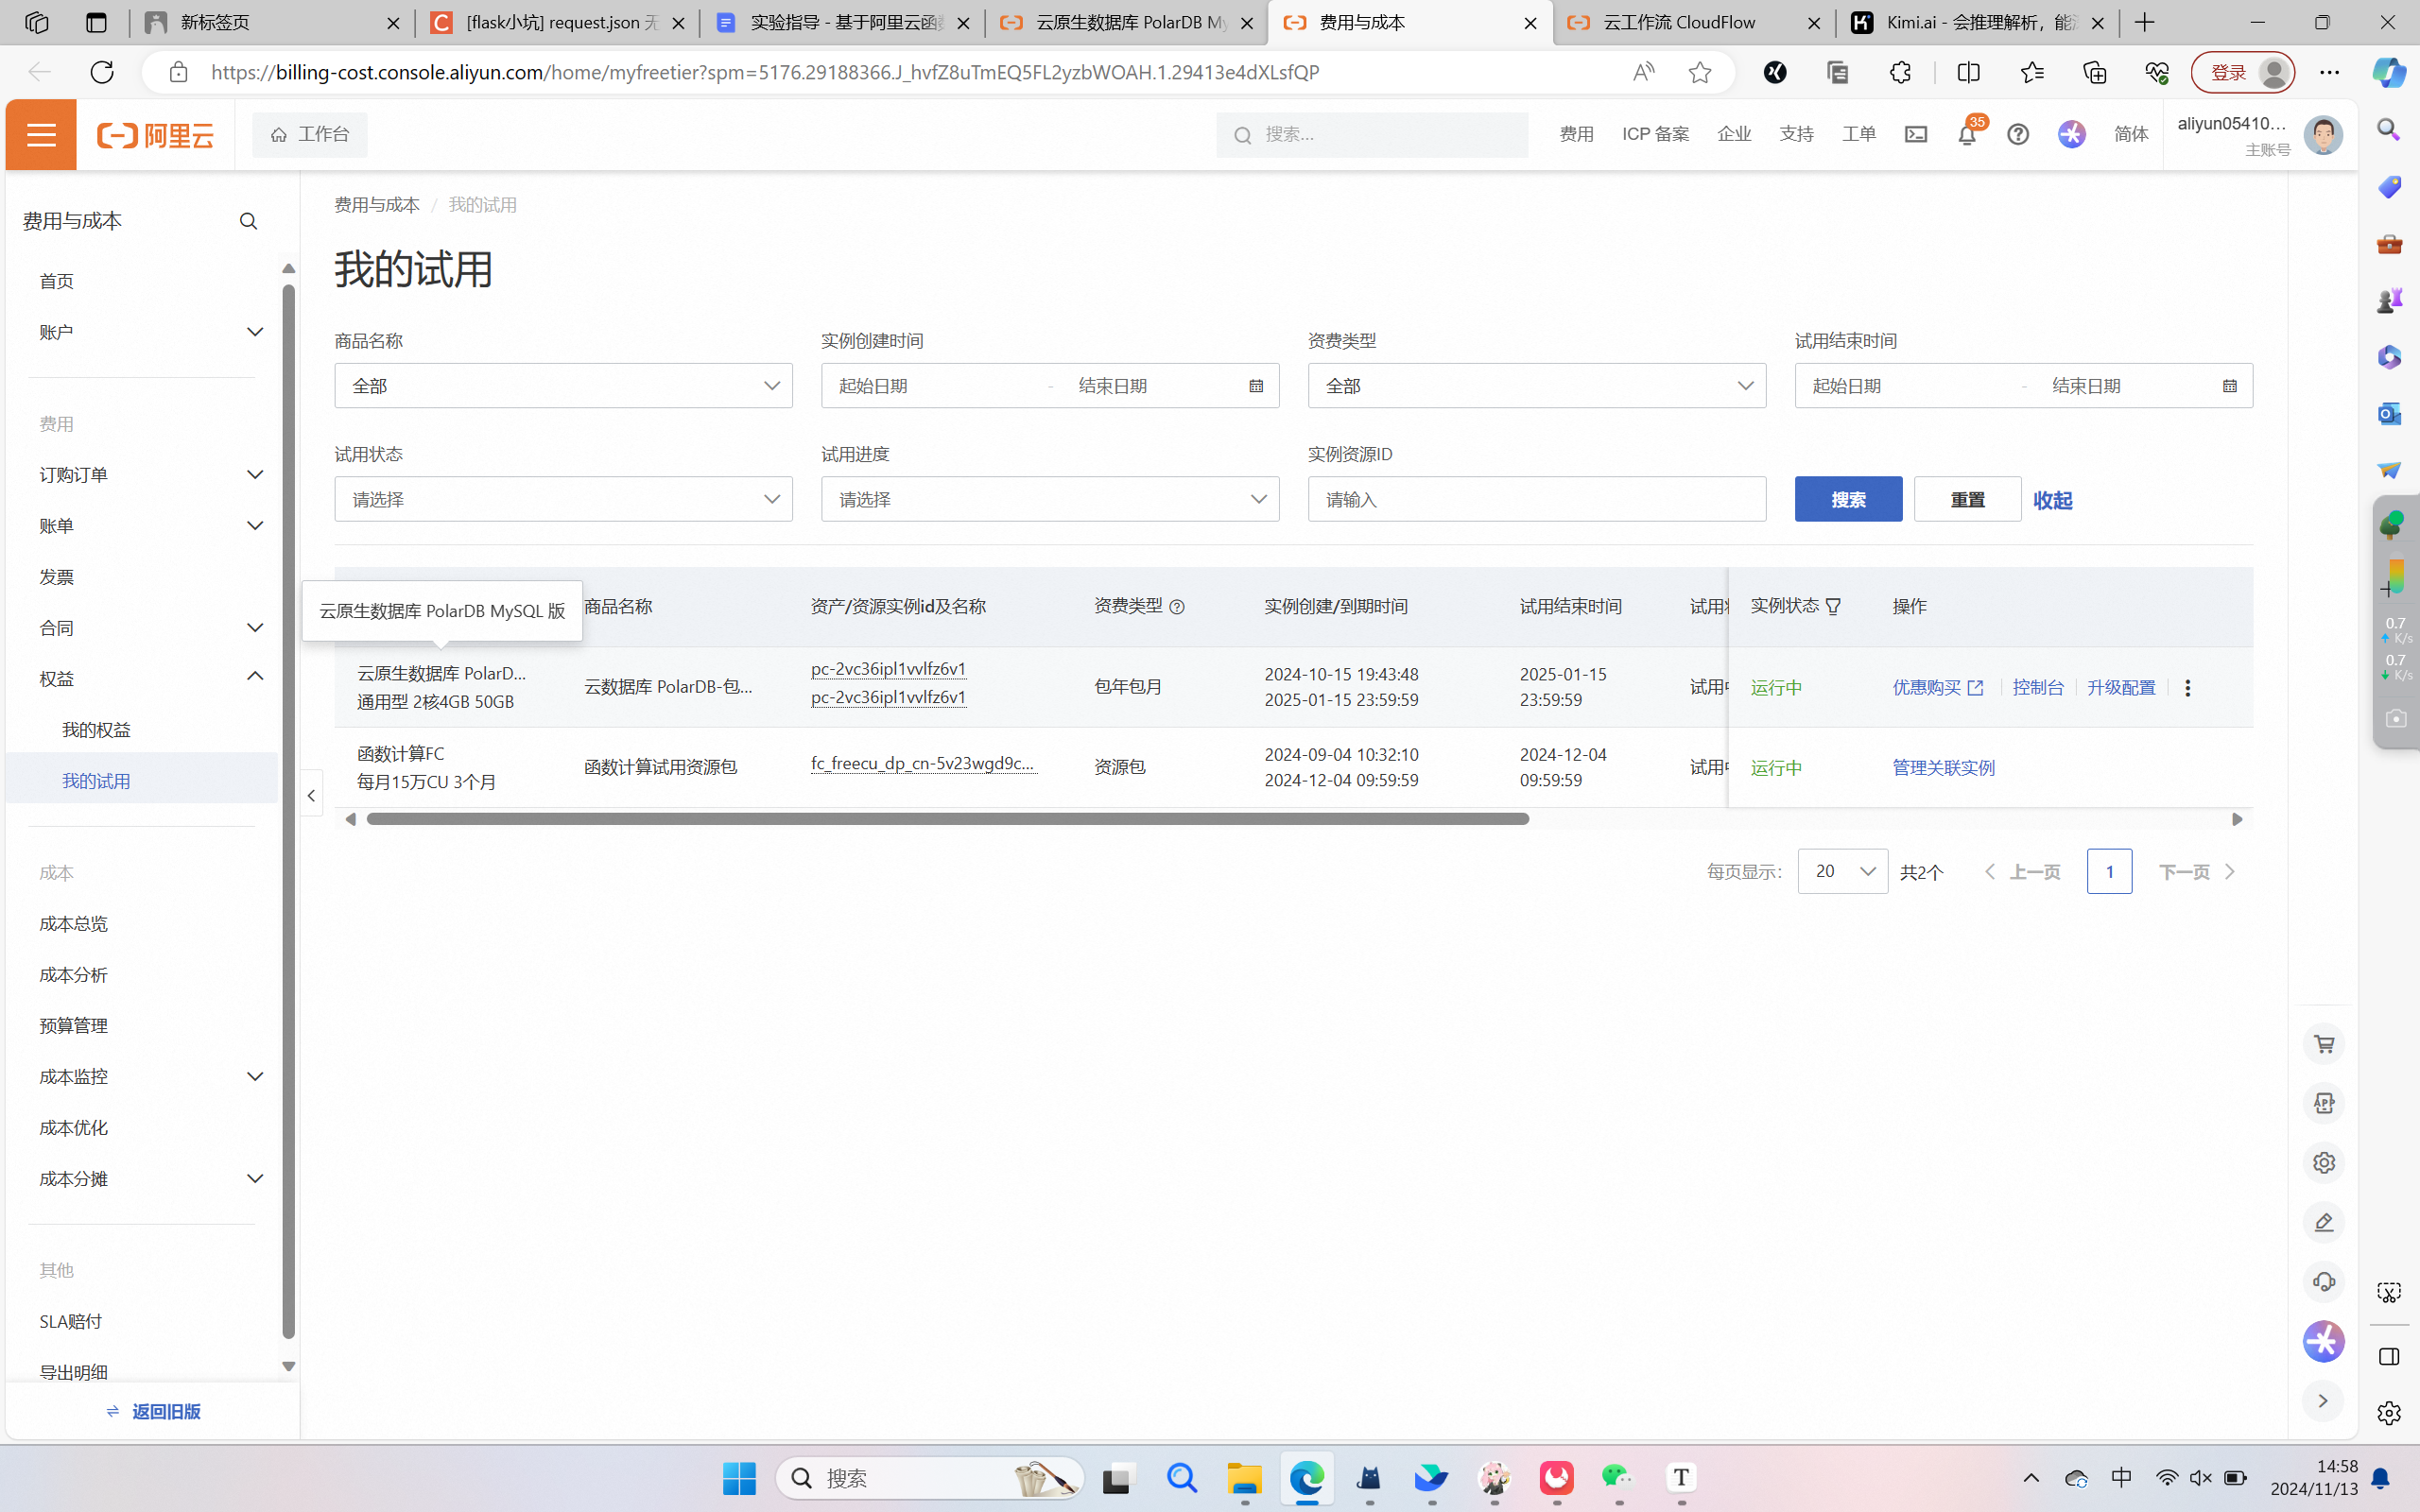 新标签页
[flask小坑] request.json 无
实验指导 - 基于阿里云函数
云原生数据库 PolarDB My
费用与成本
云工作流 CloudFlow
Kimi.ai - 会推理解析，能深
https://billing-cost.console.aliyun.com/home/myfreetier?spm=5176.29188366.J_hvfZ8uTmEQ5FL2yzbWOAH.1.29413e4dXLsfQP
登录
阿里云
工作台
搜索...
费用
ICP 备案
企业
支持
工单
35
简体
aliyun05410...
主账号
费用与成本
首页
账户
费用
订购订单
账单
发票
合同
权益
我的权益
我的试用
成本
成本总览
成本分析
预算管理
成本监控
成本优化
成本分摊
其他
SLA赔付
导出明细
返回旧版
费用与成本 / 我的试用
我的试用
商品名称
实例创建时间
资费类型
试用结束时间
全部
起始日期 - 结束日期
全部
起始日期 - 结束日期
试用状态
试用进度
实例资源ID
请选择
请选择
请输入
搜索
重置
收起
云原生数据库 PolarDB MySQL 版
商品名称
资产/资源实例id及名称
资费类型
实例创建/到期时间
试用结束时间
试用
实例状态
操作
云原生数据库 PolarD...
通用型 2核4GB 50GB
云数据库 PolarDB-包...
pc-2vc36ipl1vvlfz6v1
pc-2vc36ipl1vvlfz6v1
包年包月
2024-10-15 19:43:48
2025-01-15 23:59:59
2025-01-15
23:59:59
试用中
运行中
优惠购买
控制台
升级配置
函数计算FC
每月15万CU 3个月
函数计算试用资源包
fc_freecu_dp_cn-5v23wgd9c...
资源包
2024-09-04 10:32:10
2024-12-04 09:59:59
2024-12-04
09:59:59
试用中
运行中
管理关联实例
每页显示：
20
共2个
上一页
1
下一页
APP
0.7
K/s
0.7
K/s
搜索
T
中
14:58
2024/11/13